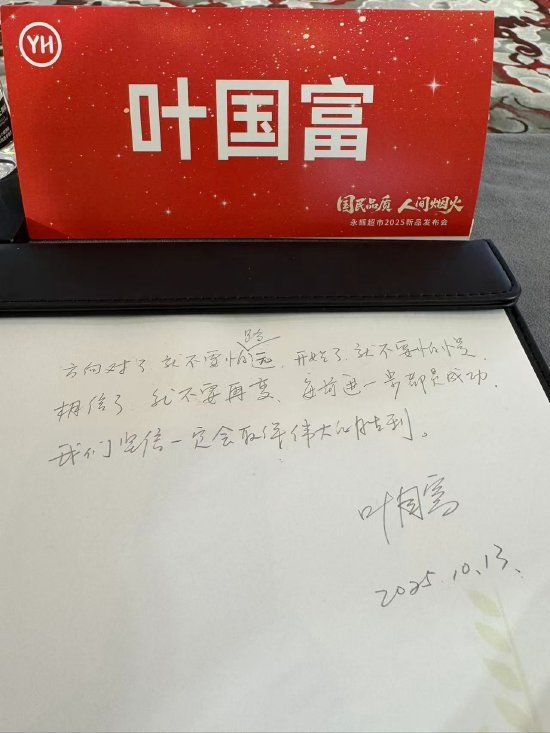 YH
叶国富
国民品质 人间烟火
永辉超市2025新品发布会
路
方向对了就不要怕远,开始了就不要怕慢,
相信了就不要再变,每前进一步都是成功.
我们坚信一定会取得伟大的胜利。
叶国富
2025.10.13.